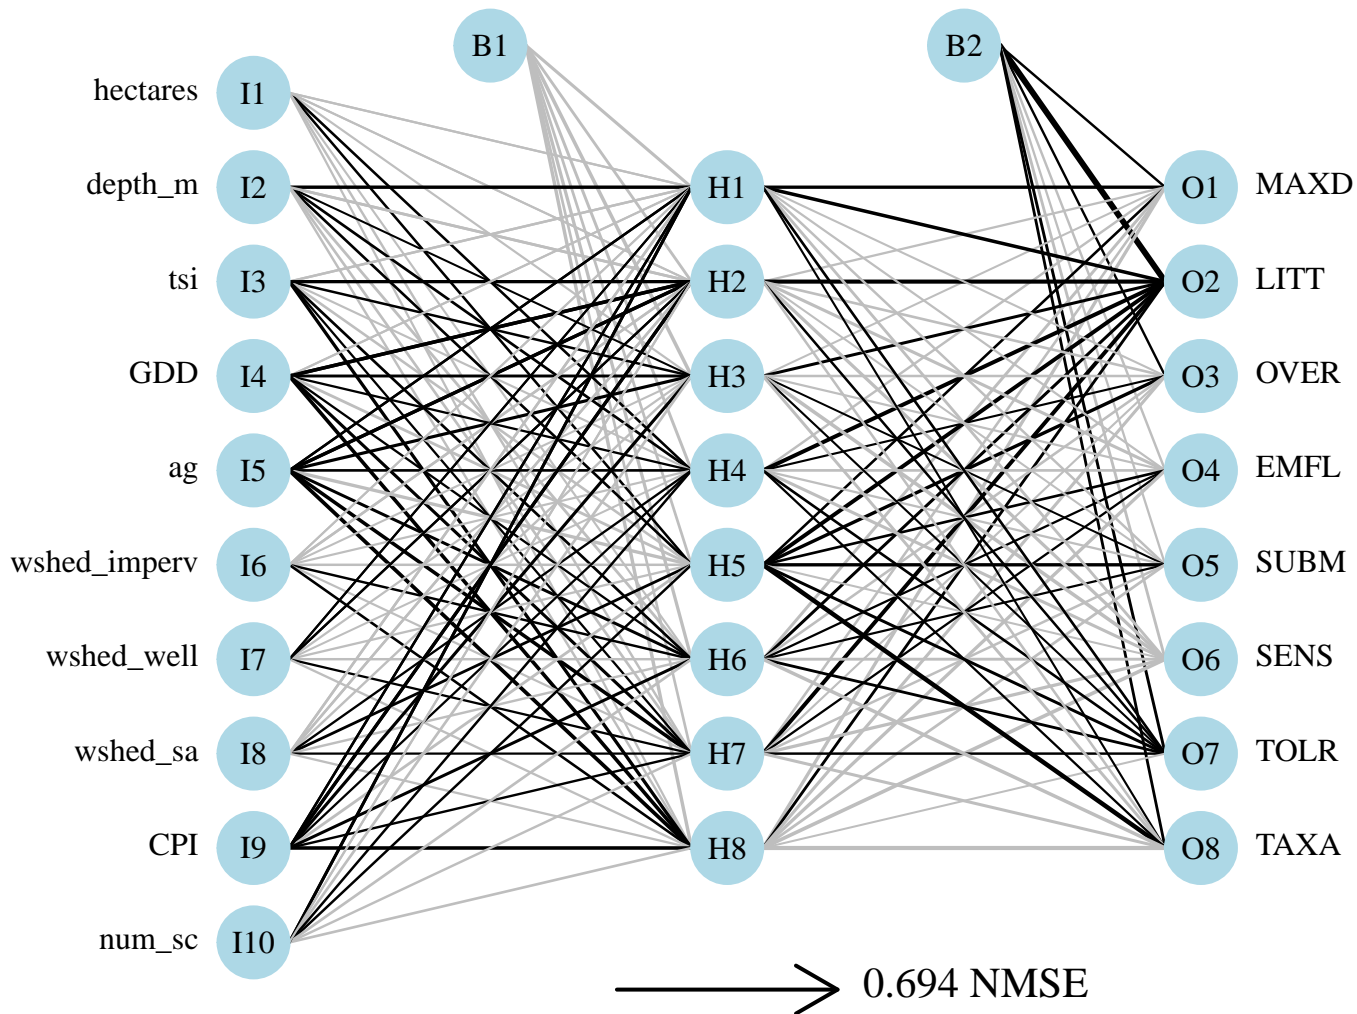 B1
B2
hectares I1
depth_m I2 H1 O1 MAXD
tsi I3 H2 O2 LITT
GDD I4 H3 O3 OVER
ag I5 H4 O4 EMFL
wshed_imperv I6 H5 O5 SUBM
wshed_well I7 H6 O6 SENS
wshed_sa I8 H7 O7 TOLR
CPI I9 H8 O8 TAXA
num_sc I10
0.694 NMSE